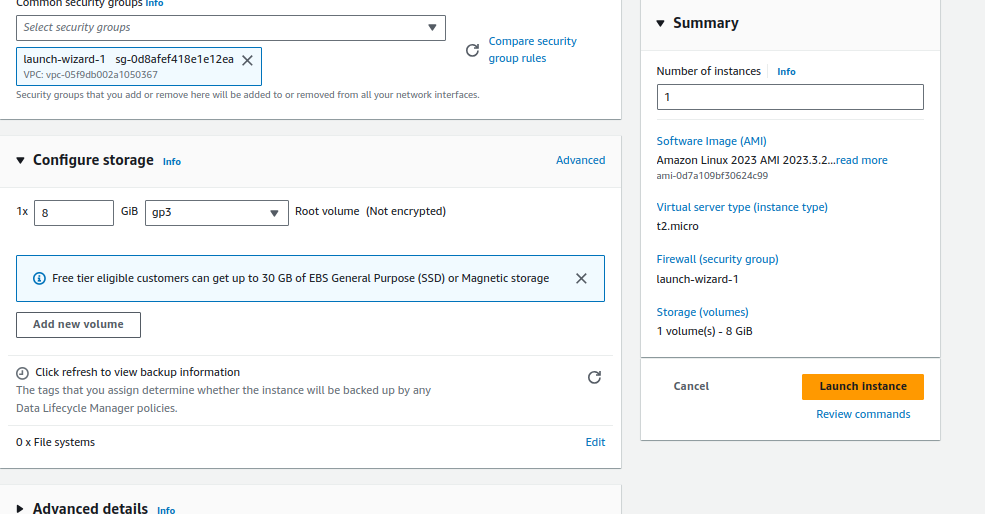 Common security groups Info
Select security groups
launch-wizard-1 sg-0d8afef418e1e12ea
VPC: vpc-05f9db002a1050367
Compare security
group rules
Security groups that you add or remove here will be added to or removed from all your network interfaces.
Configure storage Info
Advanced
1x 8 GiB gp3 Root volume (Not encrypted)
Free tier eligible customers can get up to 30 GB of EBS General Purpose (SSD) or Magnetic storage
Add new volume
Click refresh to view backup information
The tags that you assign determine whether the instance will be backed up by any
Data Lifecycle Manager policies.
0 x File systems
Edit
Advanced details Info
Summary
Number of instances Info
1
Software Image (AMI)
Amazon Linux 2023 AMI 2023.3.2...read more
ami-0d7a109bf30624c99
Virtual server type (instance type)
t2.micro
Firewall (security group)
launch-wizard-1
Storage (volumes)
1 volume(s) - 8 GiB
Cancel
Launch instance
Review commands